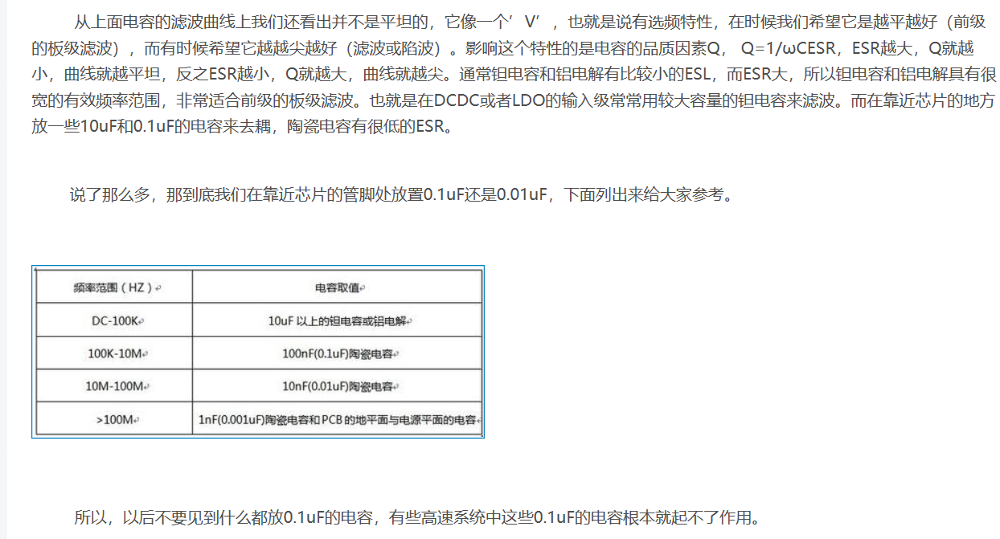 从上面电容的滤波曲线上我们还看出并不是平坦的，它像一个’V’，也就是说有选频特性，在时候我们希望它是越平越好（前级
的板级滤波），而有时候希望它越越尖越好（滤波或陷波）。影响这个特性的是电容的品质因素Q， Q=1/ωCESR，ESR越大，Q就越
小，曲线就越平坦，反之ESR越小，Q就越大，曲线就越尖。通常钽电容和铝电解有比较小的ESL，而ESR大，所以钽电容和铝电解具有很
宽的有效频率范围，非常适合前级的板级滤波。也就是在DCDC或者LDO的输入级常常用较大容量的钽电容来滤波。而在靠近芯片的地方
放一些10uF和0.1uF的电容来去耦，陶瓷电容有很低的ESR。
说了那么多，那到底我们在靠近芯片的管脚处放置0.1uF还是0.01uF，下面列出来给大家参考。
频率范围（HZ） 电容取值
DC-100K 10uF 以上的钽电容或铝电解
100K-10M 100nF(0.1uF)陶瓷电容
10M-100M 10nF(0.01uF)陶瓷电容
>100M 1nF(0.001uF)陶瓷电容和 PCB 的地平面与电源平面的电容
所以，以后不要见到什么都放0.1uF的电容，有些高速系统中这些0.1uF的电容根本就起不了作用。